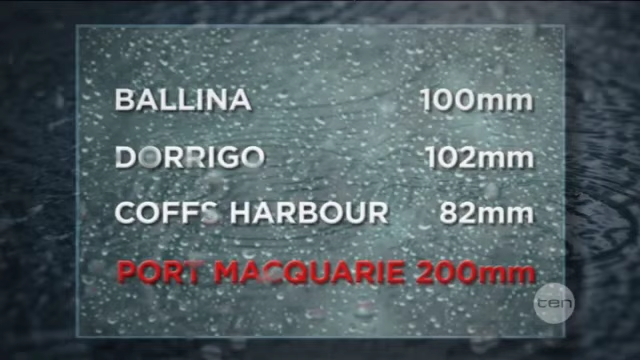 BALLINA 100mm
DORRIGO 102mm
COFFS HARBOUR 82mm
PORT MACQUARIE 200mm
ten